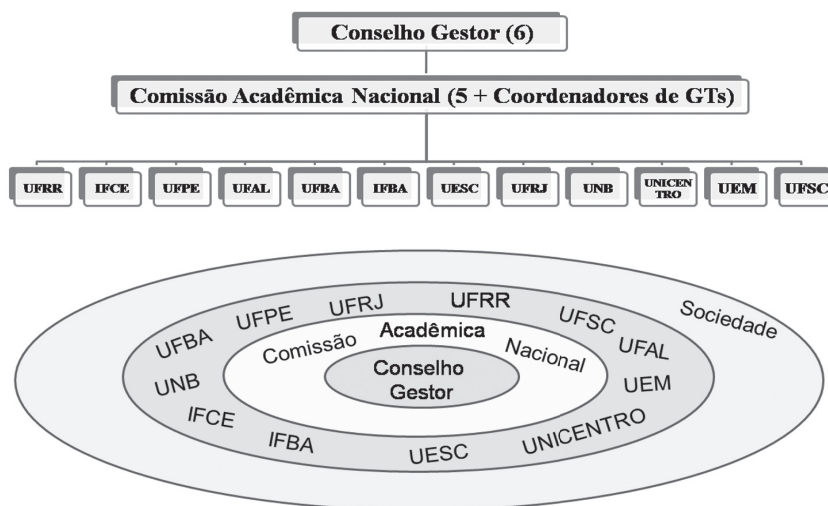 Conselho Gestor (6)
Comissão Acadêmica Nacional (5 + Coordenadores de GTs)
UFRR
IFCE
UFPE
UFAL
UFBA
IFBA
UESC
UFRJ
UNB
UNICEN
TRO
UEM
UFSC
UFBA
UFPE
UFRJ
UFRR
UFSC
UFAL
Sociedade
Comissão
Acadêmica
Nacional
Conselho
Gestor
UNB
UEM
IFCE
IFBA
UESC
UNICENTRO